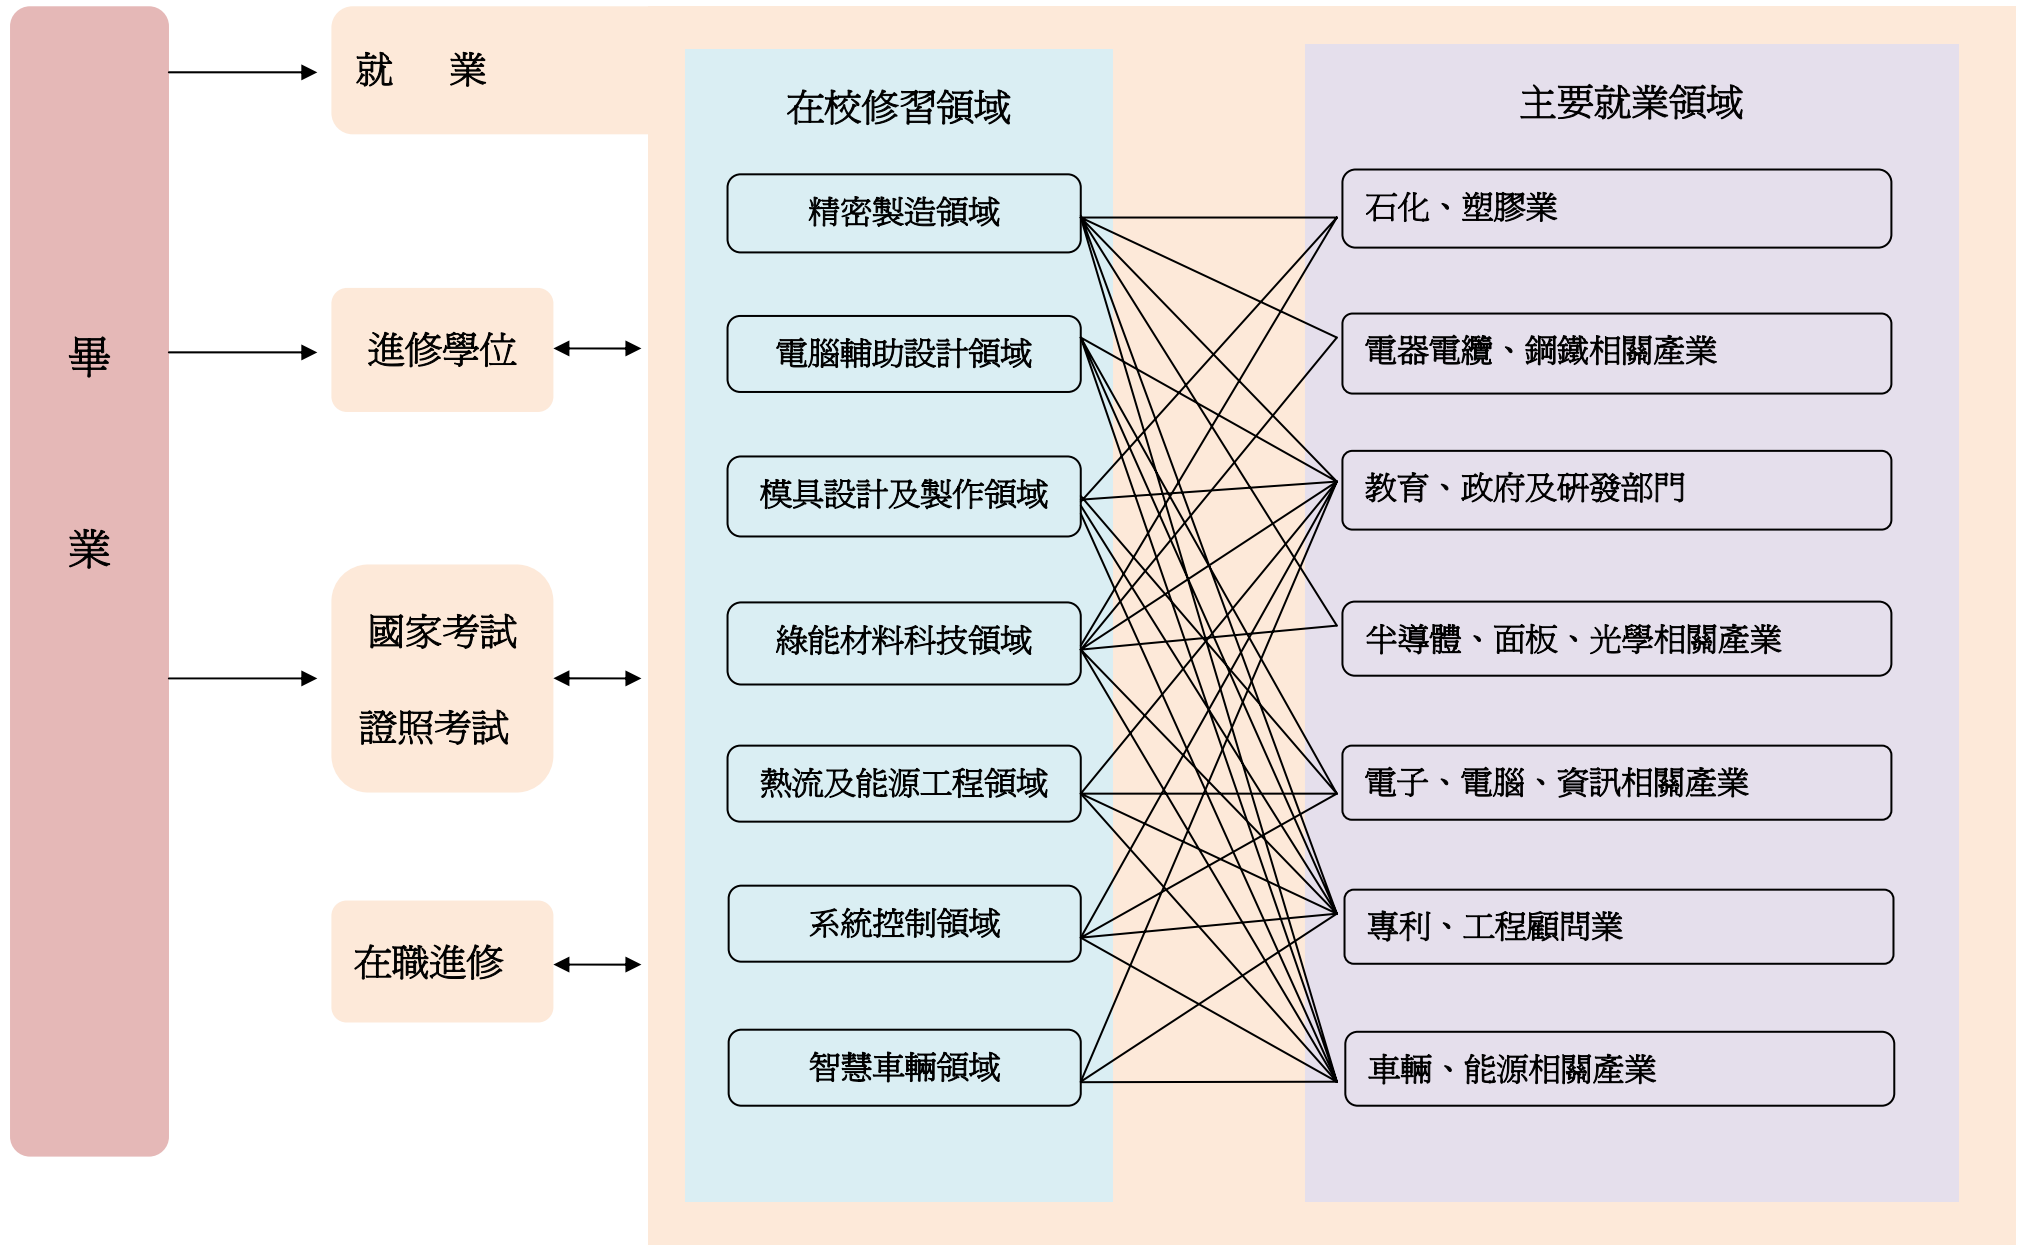 畢
業
就 業
進修學位
國家考試
證照考試
在職進修
在校修習領域
精密製造領域
電腦輔助設計領域
模具設計及製作領域
綠能材料科技領域
熱流及能源工程領域
系統控制領域
智慧車輛領域
主要就業領域
石化、塑膠業
電器電纜、鋼鐵相關產業
教育、政府及研發部門
半導體、面板、光學相關產業
電子、電腦、資訊相關產業
專利、工程顧問業
車輛、能源相關產業